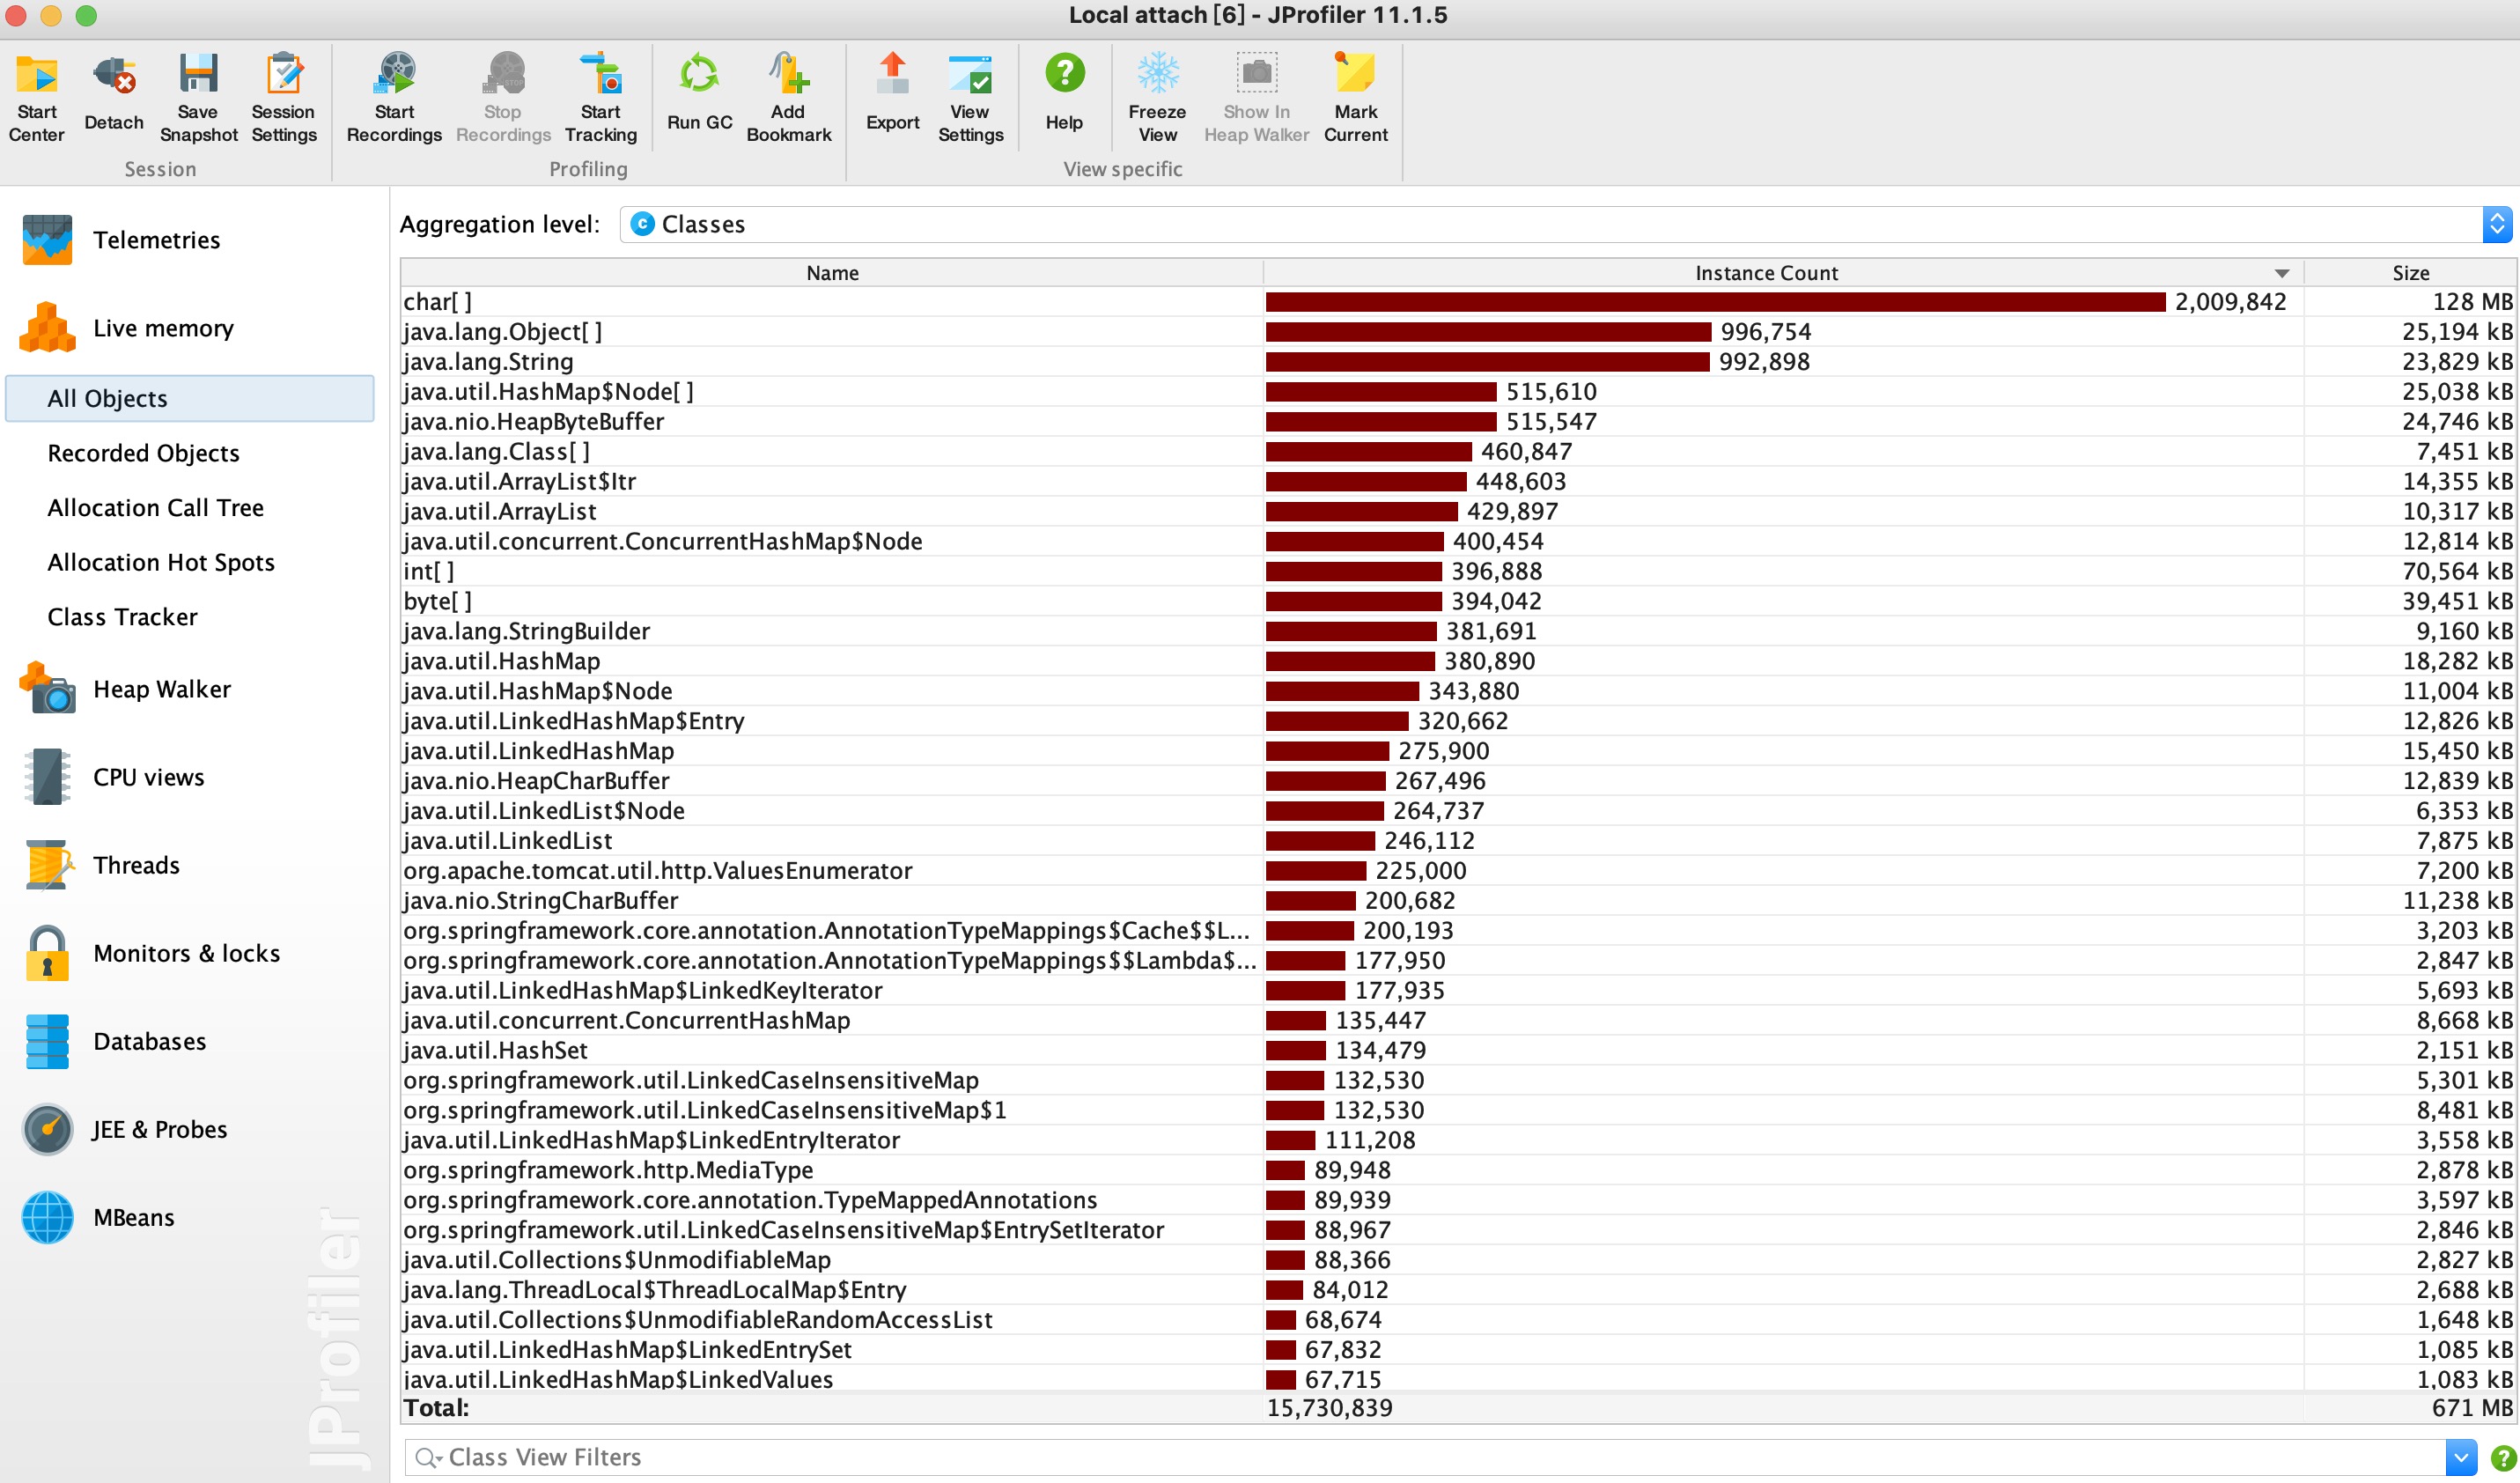 Local attach [6] - JProfiler 11.1.5
Start Center
Detach
Save Snapshot
Session Settings
Start Recordings
Stop Recordings
Start Tracking
Run GC
Add Bookmark
Export
View Settings
Help
Freeze View
Show In Heap Walker
Mark Current
Session
Profiling
View specific
Telemetries
Live memory
All Objects
Recorded Objects
Allocation Call Tree
Allocation Hot Spots
Class Tracker
Heap Walker
CPU views
Threads
Monitors & locks
Databases
JEE & Probes
MBeans
JProfiler
Aggregation level: C Classes
Name Instance Count Size
char[ ] 2,009,842 128 MB
java.lang.Object[ ] 996,754 25,194 kB
java.lang.String 992,898 23,829 kB
java.util.HashMap$Node[ ] 515,610 25,038 kB
java.nio.HeapByteBuffer 515,547 24,746 kB
java.lang.Class[ ] 460,847 7,451 kB
java.util.ArrayList$Itr 448,603 14,355 kB
java.util.ArrayList 429,897 10,317 kB
java.util.concurrent.ConcurrentHashMap$Node 400,454 12,814 kB
int[ ] 396,888 70,564 kB
byte[ ] 394,042 39,451 kB
java.lang.StringBuilder 381,691 9,160 kB
java.util.HashMap 380,890 18,282 kB
java.util.HashMap$Node 343,880 11,004 kB
java.util.LinkedHashMap$Entry 320,662 12,826 kB
java.util.LinkedHashMap 275,900 15,450 kB
java.nio.HeapCharBuffer 267,496 12,839 kB
java.util.LinkedList$Node 264,737 6,353 kB
java.util.LinkedList 246,112 7,875 kB
org.apache.tomcat.util.http.ValuesEnumerator 225,000 7,200 kB
java.nio.StringCharBuffer 200,682 11,238 kB
org.springframework.core.annotation.AnnotationTypeMappings$Cache$$L... 200,193 3,203 kB
org.springframework.core.annotation.AnnotationTypeMappings$$Lambda$... 177,950 2,847 kB
java.util.LinkedHashMap$LinkedKeyIterator 177,935 5,693 kB
java.util.concurrent.ConcurrentHashMap 135,447 8,668 kB
java.util.HashSet 134,479 2,151 kB
org.springframework.util.LinkedCaseInsensitiveMap 132,530 5,301 kB
org.springframework.util.LinkedCaseInsensitiveMap$1 132,530 8,481 kB
java.util.LinkedHashMap$LinkedEntryIterator 111,208 3,558 kB
org.springframework.http.MediaType 89,948 2,878 kB
org.springframework.core.annotation.TypeMappedAnnotations 89,939 3,597 kB
org.springframework.util.LinkedCaseInsensitiveMap$EntrySetIterator 88,967 2,846 kB
java.util.Collections$UnmodifiableMap 88,366 2,827 kB
java.lang.ThreadLocal$ThreadLocalMap$Entry 84,012 2,688 kB
java.util.Collections$UnmodifiableRandomAccessList 68,674 1,648 kB
java.util.LinkedHashMap$LinkedEntrySet 67,832 1,085 kB
java.util.LinkedHashMap$LinkedValues 67,715 1,083 kB
Total: 15,730,839 671 MB
Class View Filters